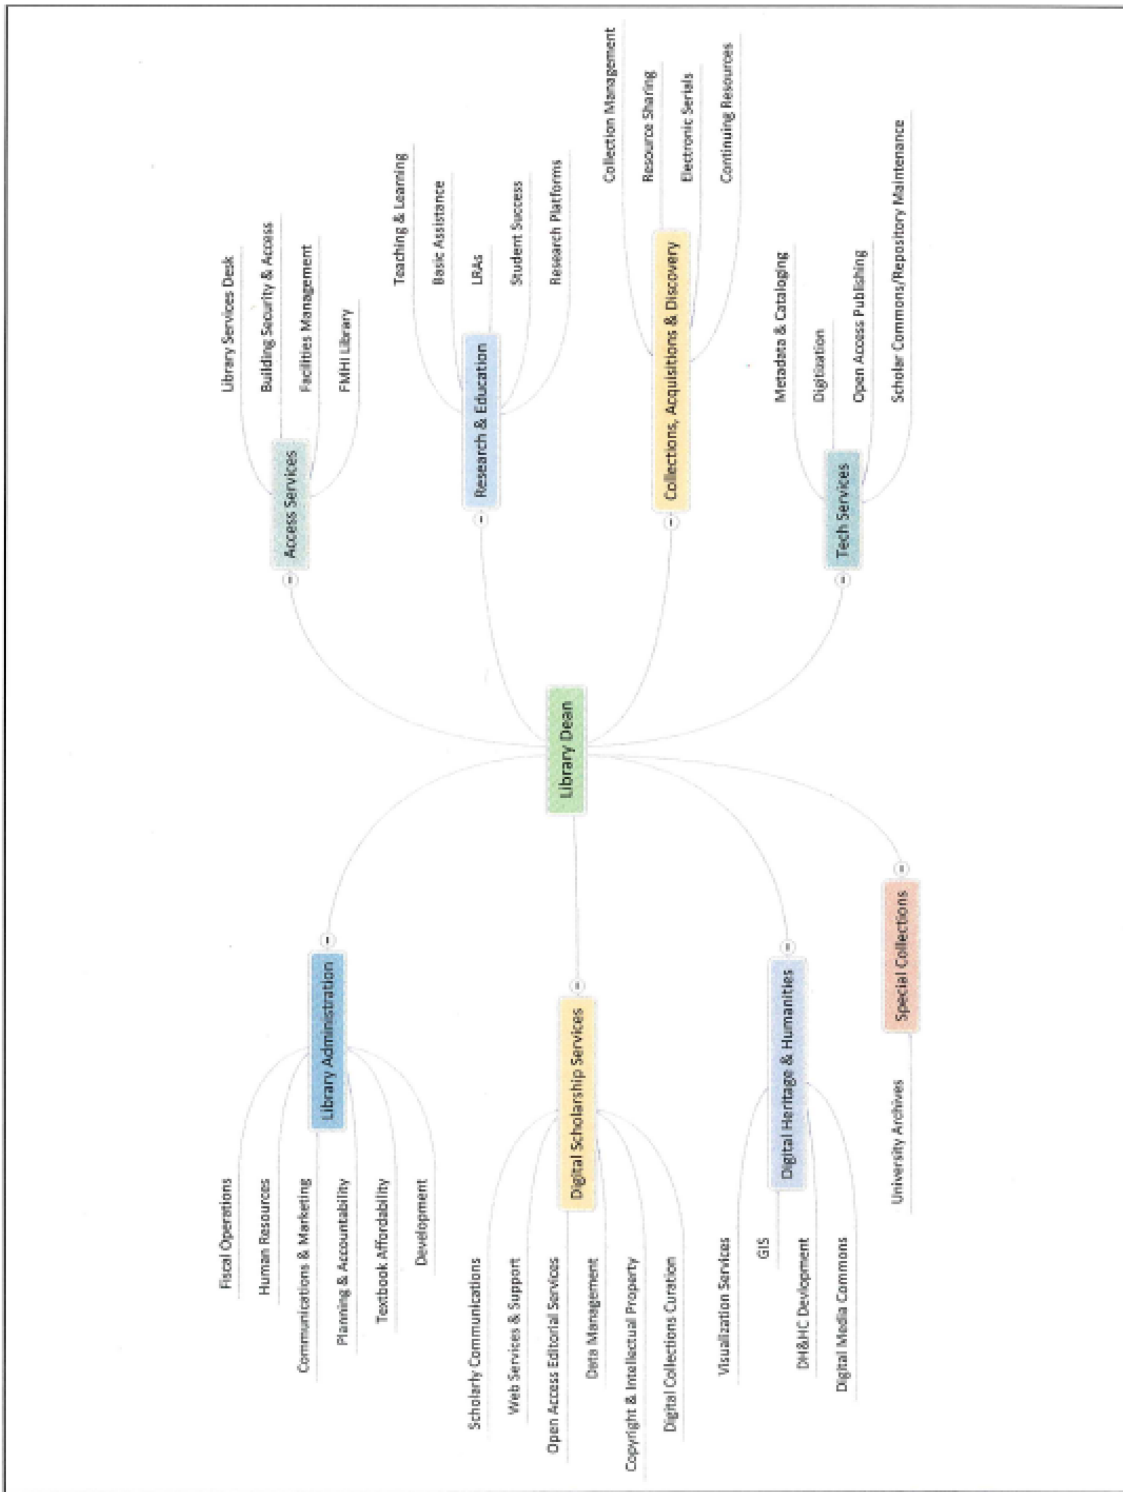 Library Dean
Library Administration
Fiscal Operations
Human Resources
Communications & Marketing
Planning & Accountability
Textbook Affordability
Development
Digital Scholarship Services
Scholarly Communications
Web Services & Support
Open Access Editorial Services
Data Management
Copyright & Intellectual Property
Digital Collections Curation
Digital Heritage & Humanities
Visualization Services
GIS
DH&HC Devlopment
Digital Media Commons
Special Collections
University Archives
Access Services
Library Services Desk
Building Security & Access
Facilities Management
FMHI Library
Research & Education
Teaching & Learning
Basic Assistance
LRAs
Student Success
Research Platforms
Collections, Acquisitions & Discovery
Collection Management
Resource Sharing
Electronic Serials
Continuing Resources
Tech Services
Metadata & Cataloging
Digitization
Open Access Publishing
Scholar Commons/Repository Maintenance